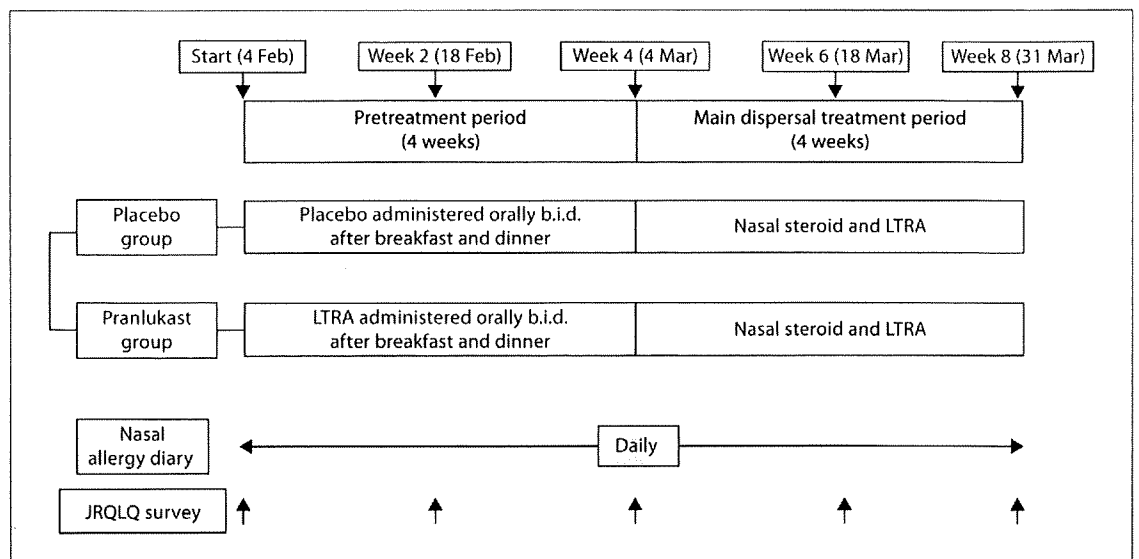 Start (4 Feb)
Week 2 (18 Feb)
Week 4 (4 Mar)
Week 6 (18 Mar)
Week 8 (31 Mar)
Pretreatment period
(4 weeks)
Main dispersal treatment period
(4 weeks)
Placebo
group
Placebo administered orally b.i.d.
after breakfast and dinner
Nasal steroid and LTRA
Pranlukast
group
LTRA administered orally b.i.d.
after breakfast and dinner
Nasal steroid and LTRA
Nasal
allergy diary
Daily
JRQLQ survey